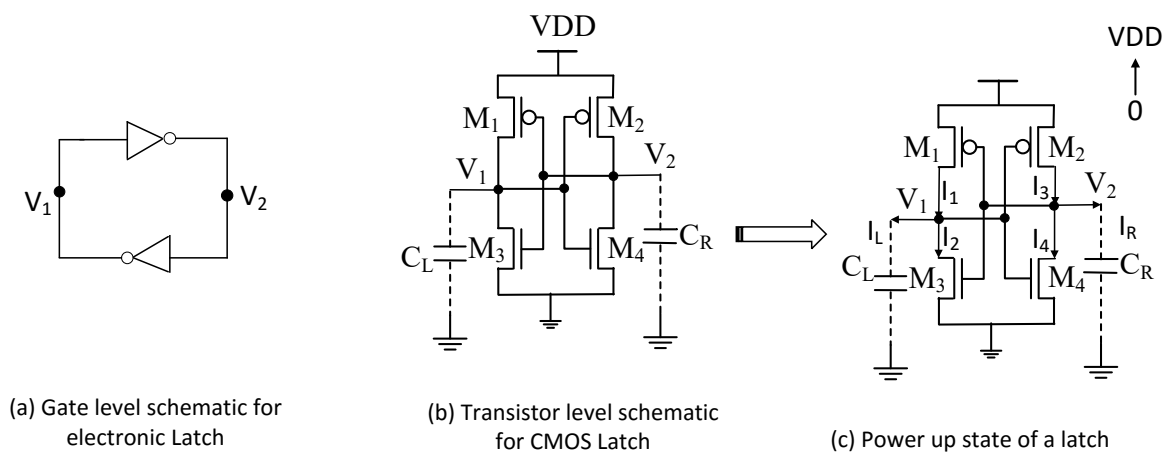 V1
V2
(a) Gate level schematic for
electronic Latch
VDD
M1
M2
V1
V2
CL
M3
M4
CR
(b) Transistor level schematic
for CMOS Latch
VDD
0
M1
M2
V1
I1
I3
V2
IL
I2
I4
IR
CL
M3
M4
CR
(c) Power up state of a latch